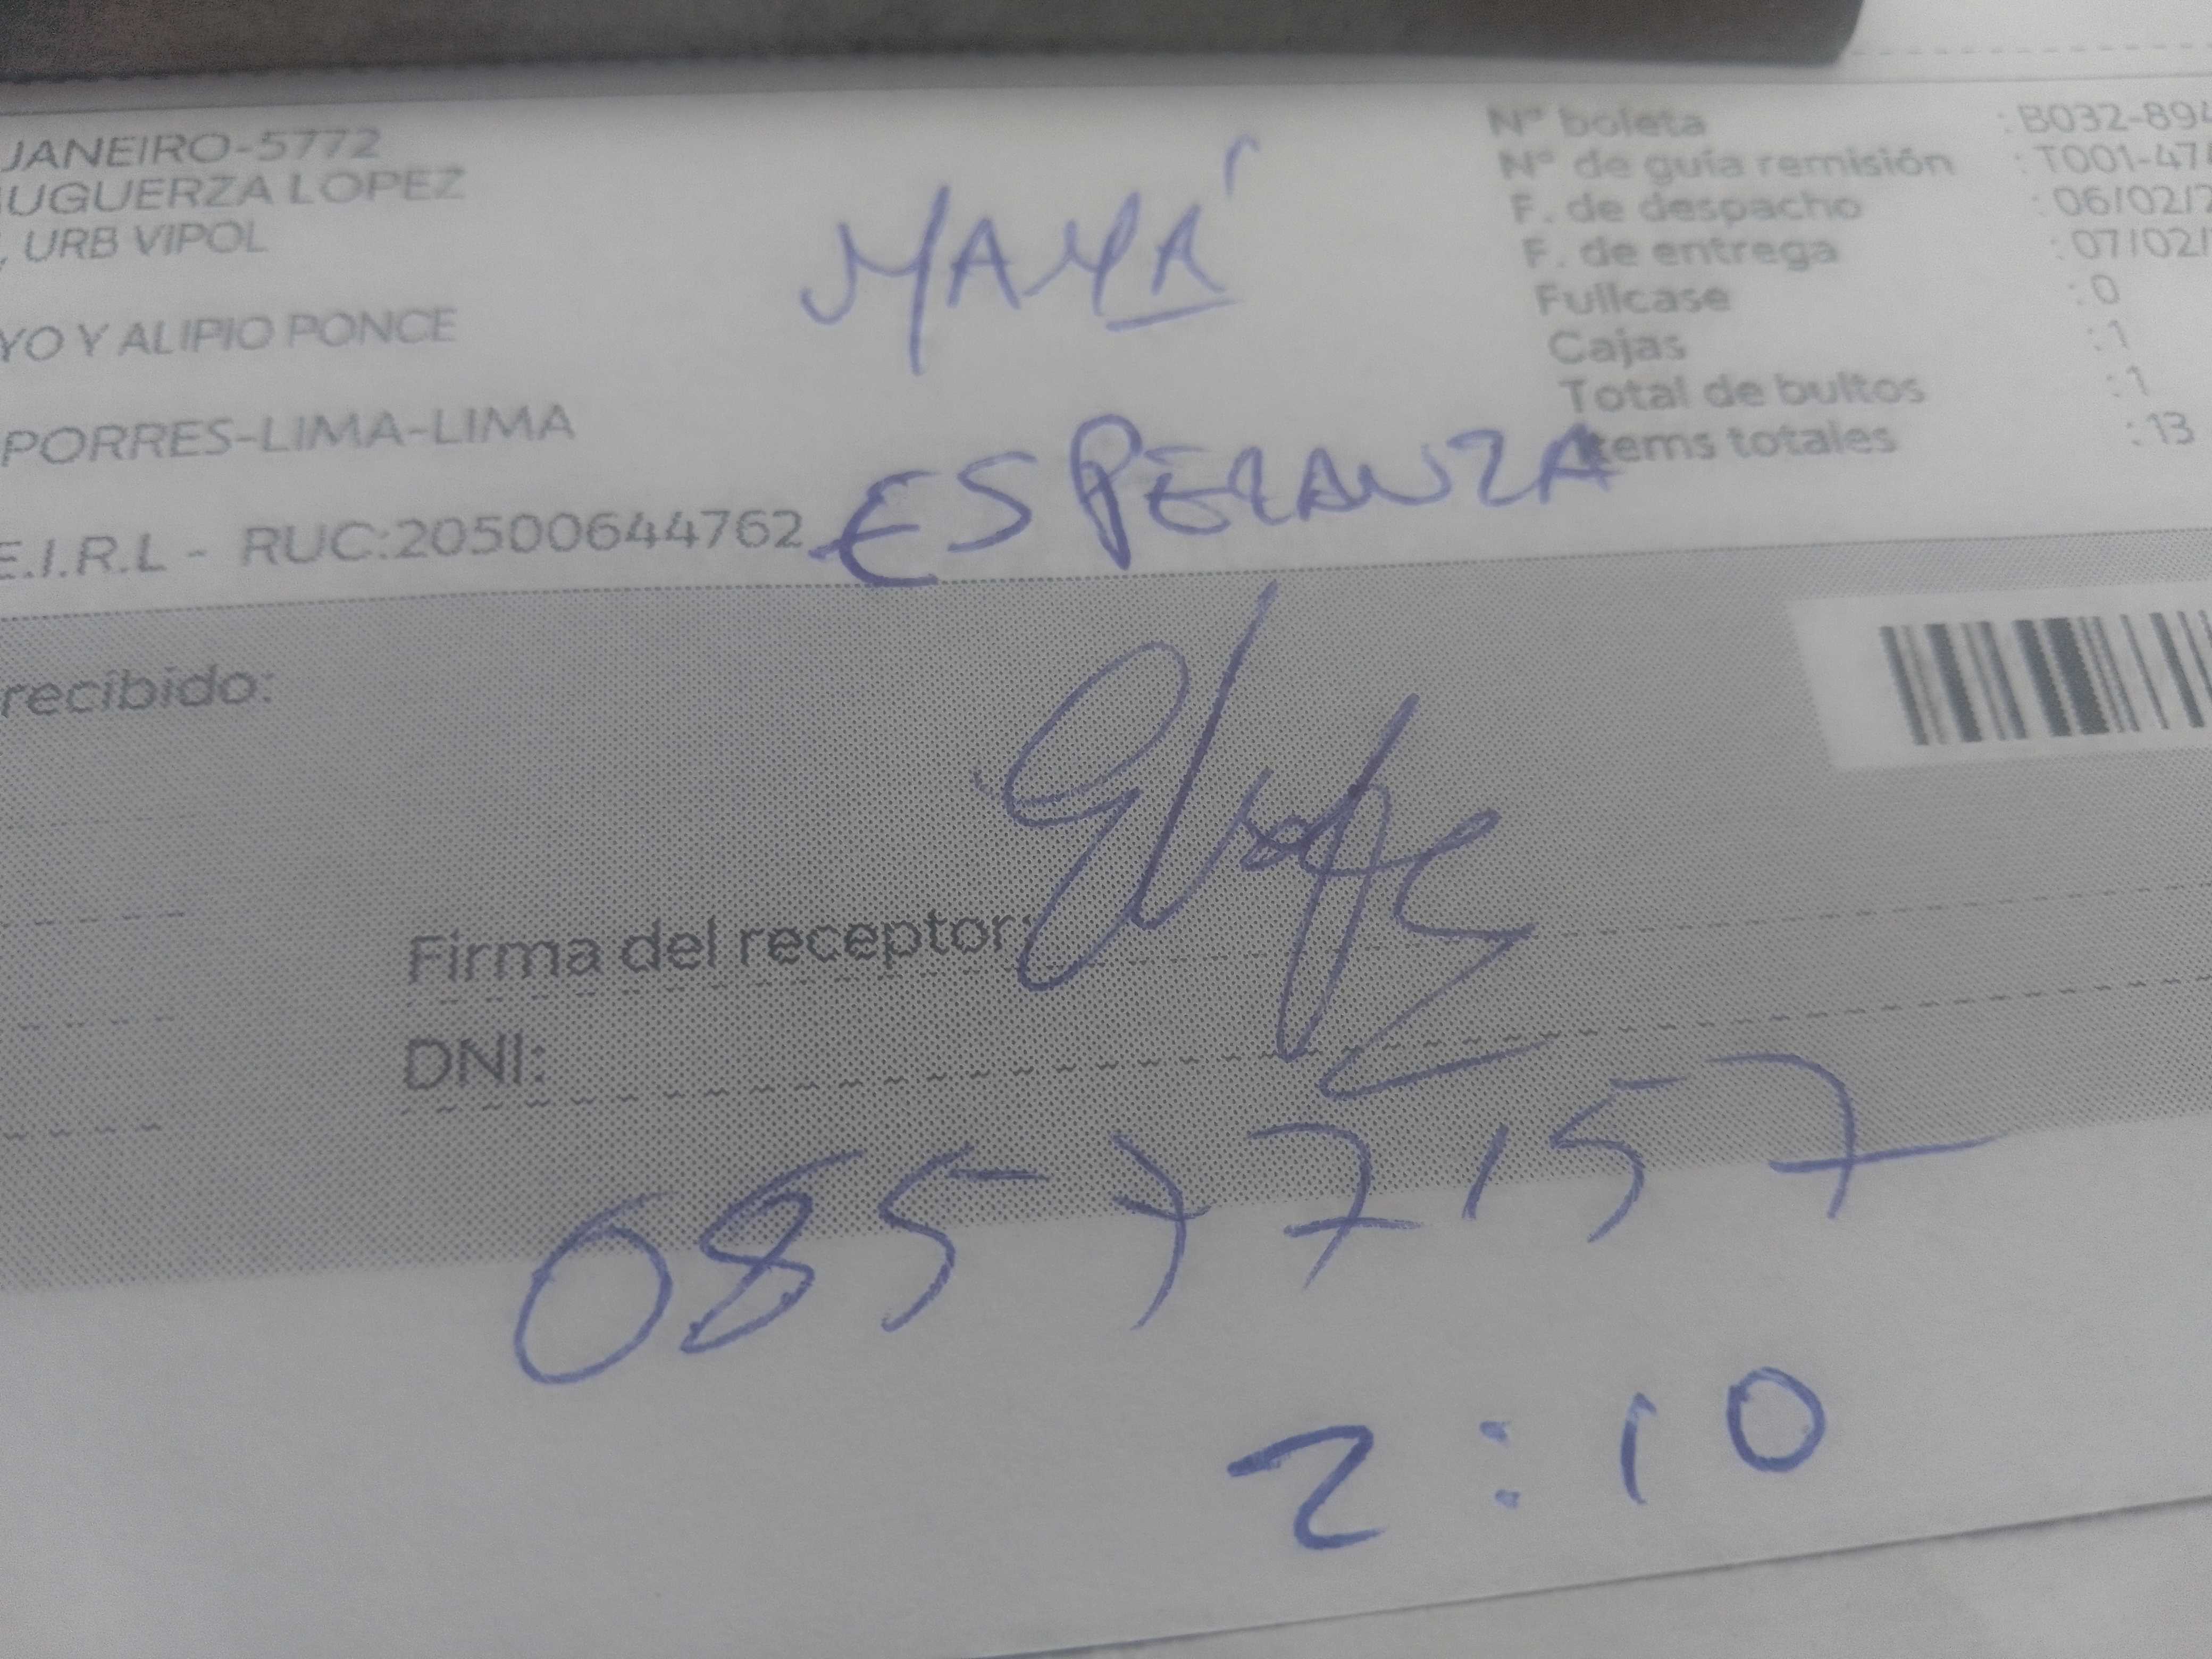 JANEIRO-5772
UGUERZA LOPEZ
, URB VIPOL
YO Y ALIPIO PONCE
PORRES-LIMA-LIMA
E.I.R.L - RUC:20500644762
MAMÁ
ESPERANZA
N° boleta : B032-894
N° de guía remisión : T001-47
F. de despacho : 06/02/2
F. de entrega : 07/02/
Fullcase : 0
Cajas : 1
Total de bultos : 1
Items totales : 13
recibido:
Firma del receptor:
DNI:
08577157
2:10